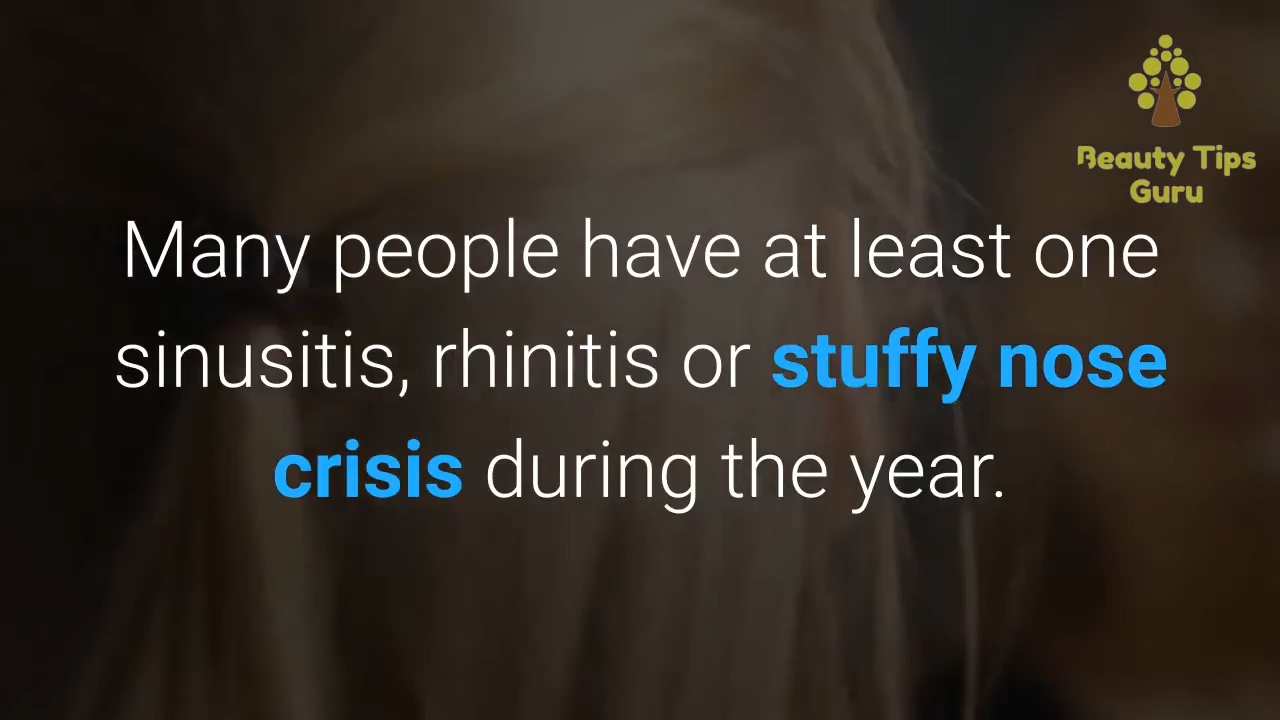 Beauty Tips
Guru
Many people have at least one
sinusitis, rhinitis or stuffy nose
crisis during the year.